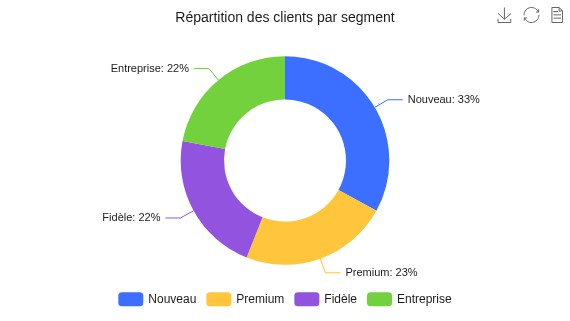 Répartition des clients par segment
Entreprise: 22%
Nouveau: 33%
Fidèle: 22%
Premium: 23%
Nouveau
Premium
Fidèle
Entreprise